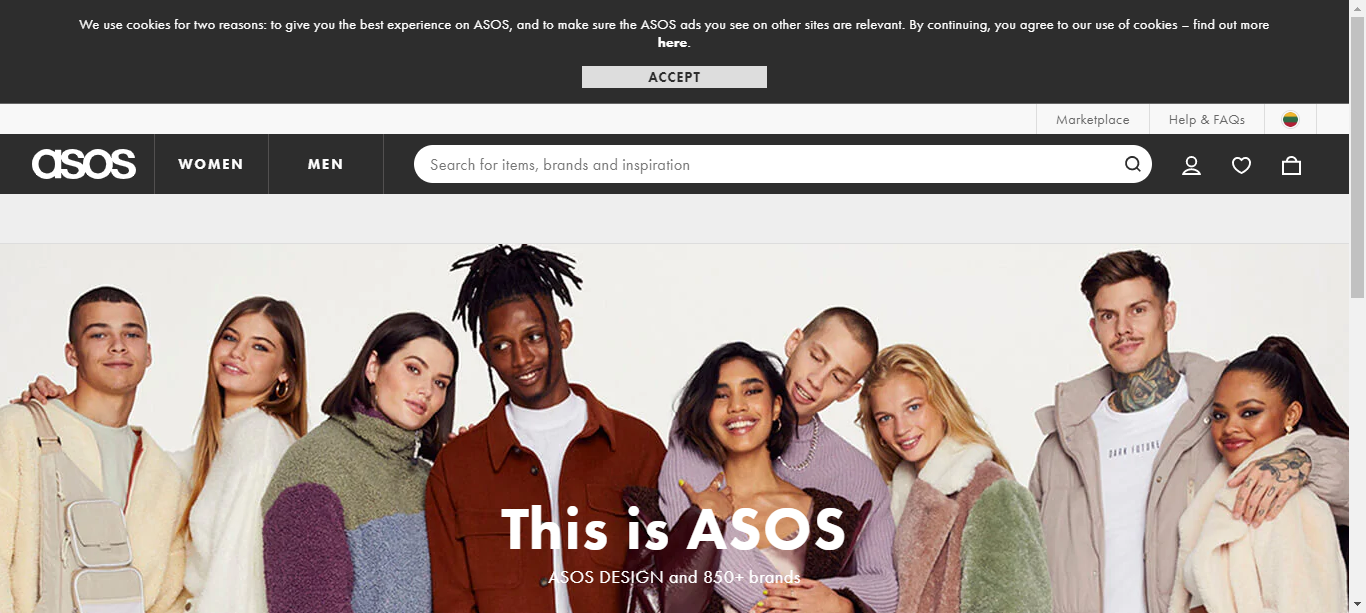 We use cookies for two reasons: to give you the best experience on ASOS, and to make sure the ASOS ads you see on other sites are relevant. By continuing, you agree to our use of cookies – find out more
here.
ACCEPT
Marketplace
Help & FAQs
asos
WOMEN
MEN
Search for items, brands and inspiration
DARK FUTURE
This is ASOS
ASOS DESIGN and 850+ brands